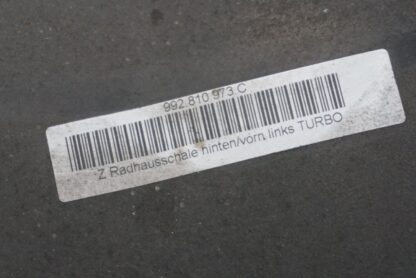 992.810.973 C
Z Radhausschale hinten/vorn, links TURBO